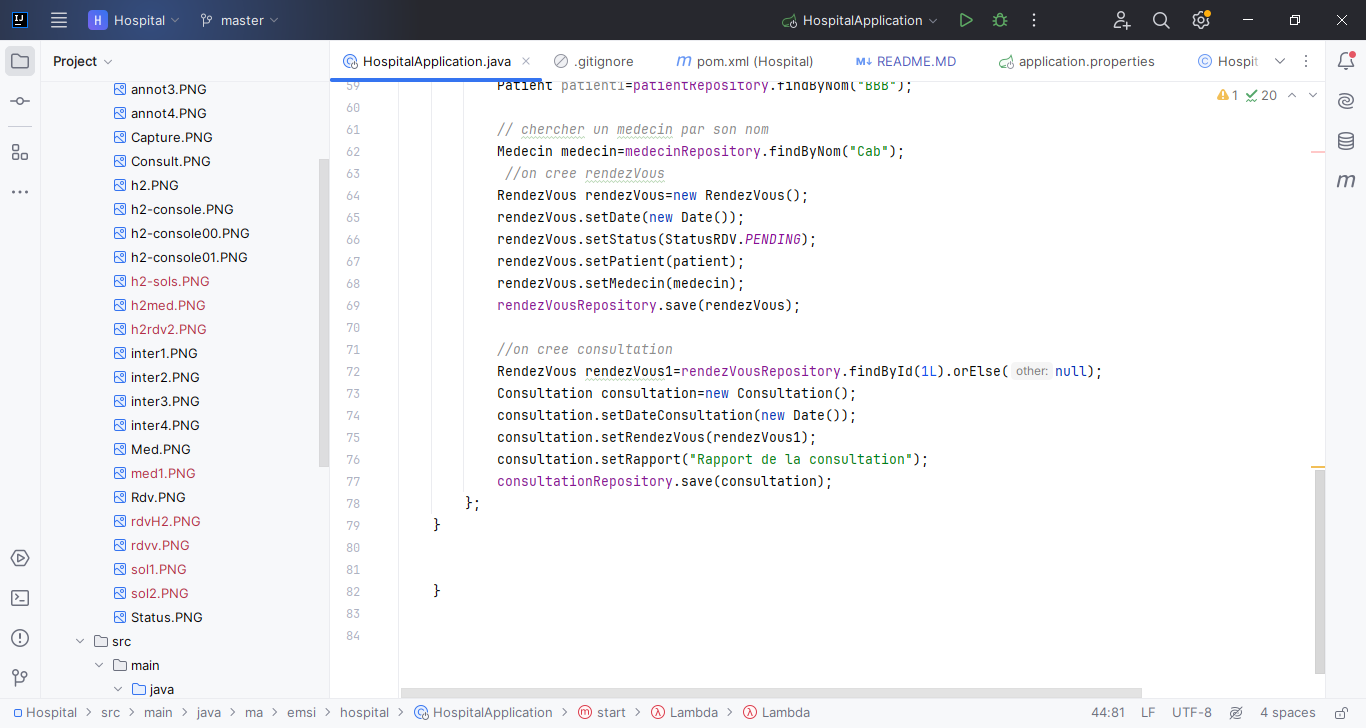 H Hospital master HospitalApplication
Project
HospitalApplication.java .gitignore pom.xml (Hospital) README.MD application.properties Hospit
annot3.PNG
annot4.PNG
Capture.PNG
Consult.PNG
h2.PNG
h2-console.PNG
h2-console00.PNG
h2-console01.PNG
h2-sols.PNG
h2med.PNG
h2rdv2.PNG
inter1.PNG
inter2.PNG
inter3.PNG
inter4.PNG
Med.PNG
med1.PNG
Rdv.PNG
rdvH2.PNG
rdvv.PNG
sol1.PNG
sol2.PNG
Status.PNG
src
main
java
1 20
59 Patient patient1=patientRepository.findByNom("BBB");
60
61 // chercher un medecin par son nom
62 Medecin medecin=medecinRepository.findByNom("Cab");
63 //on cree rendezVous
64 RendezVous rendezVous=new RendezVous();
65 rendezVous.setDate(new Date());
66 rendezVous.setStatus(StatusRDV.PENDING);
67 rendezVous.setPatient(patient);
68 rendezVous.setMedecin(medecin);
69 rendezVousRepository.save(rendezVous);
70
71 //on cree consultation
72 RendezVous rendezVous1=rendezVousRepository.findById(1L).orElse( other: null);
73 Consultation consultation=new Consultation();
74 consultation.setDateConsultation(new Date());
75 consultation.setRendezVous(rendezVous1);
76 consultation.setRapport("Rapport de la consultation");
77 consultationRepository.save(consultation);
78 };
79 }
80
81
82 }
83
84
Hospital > src > main > java > ma > emsi > hospital > HospitalApplication > start > Lambda > Lambda 44:81 LF UTF-8 4 spaces